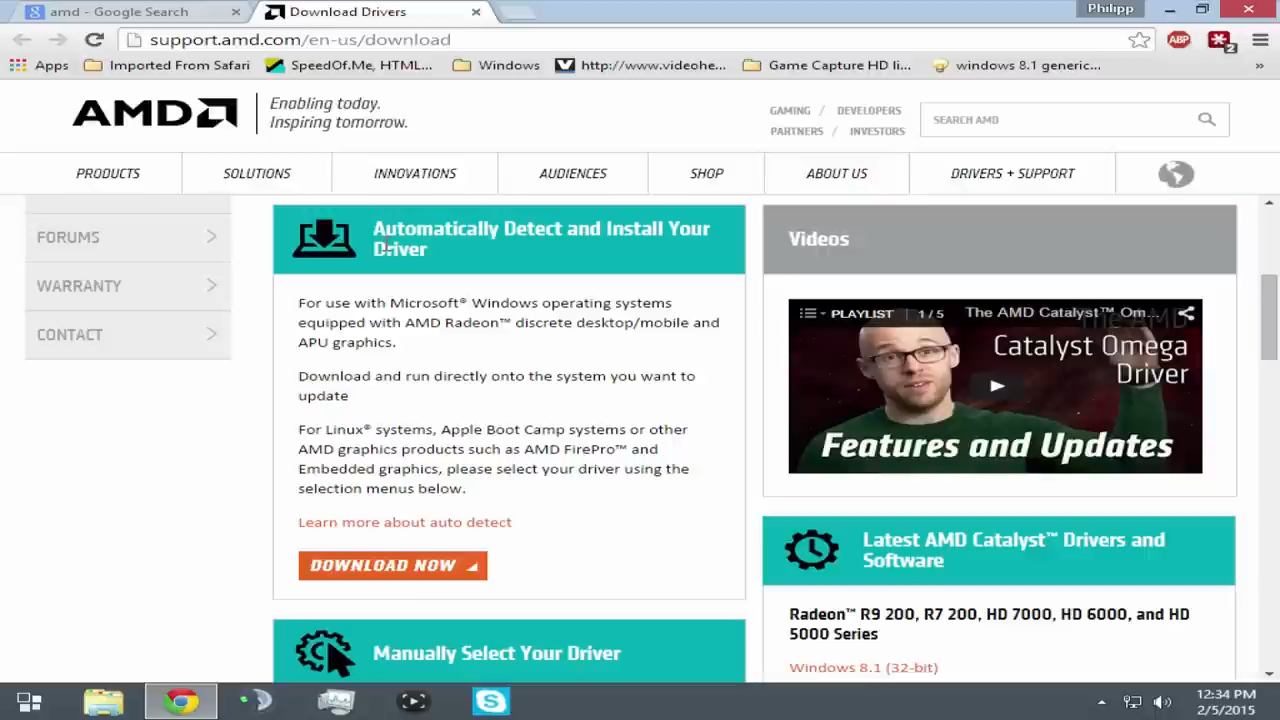 amd - Google Search
Download Drivers
Philipp
support.amd.com/en-us/download
ABP
2
Apps
Imported From Safari
SpeedOf.Me, HTML...
Windows
http://www.videohe...
Game Capture HD li...
windows 8.1 generic...
»
AMD
Enabling today.
Inspiring tomorrow.
GAMING / DEVELOPERS
PARTNERS / INVESTORS
SEARCH AMD
PRODUCTS
SOLUTIONS
INNOVATIONS
AUDIENCES
SHOP
ABOUT US
DRIVERS + SUPPORT
FORUMS
WARRANTY
CONTACT
Automatically Detect and Install Your
Driver
For use with Microsoft® Windows operating systems
equipped with AMD Radeon™ discrete desktop/mobile and
APU graphics.
Download and run directly onto the system you want to
update
For Linux® systems, Apple Boot Camp systems or other
AMD graphics products such as AMD FirePro™ and
Embedded graphics, please select your driver using the
selection menus below.
Learn more about auto detect
DOWNLOAD NOW
Manually Select Your Driver
Videos
PLAYLIST 1/5 The AMD Catalyst™ Om...
The AMD
Catalyst Omega
Driver
Features and Updates
Latest AMD Catalyst™ Drivers and
Software
Radeon™ R9 200, R7 200, HD 7000, HD 6000, and HD
5000 Series
Windows 8.1 (32-bit)
12:34 PM
2/5/2015